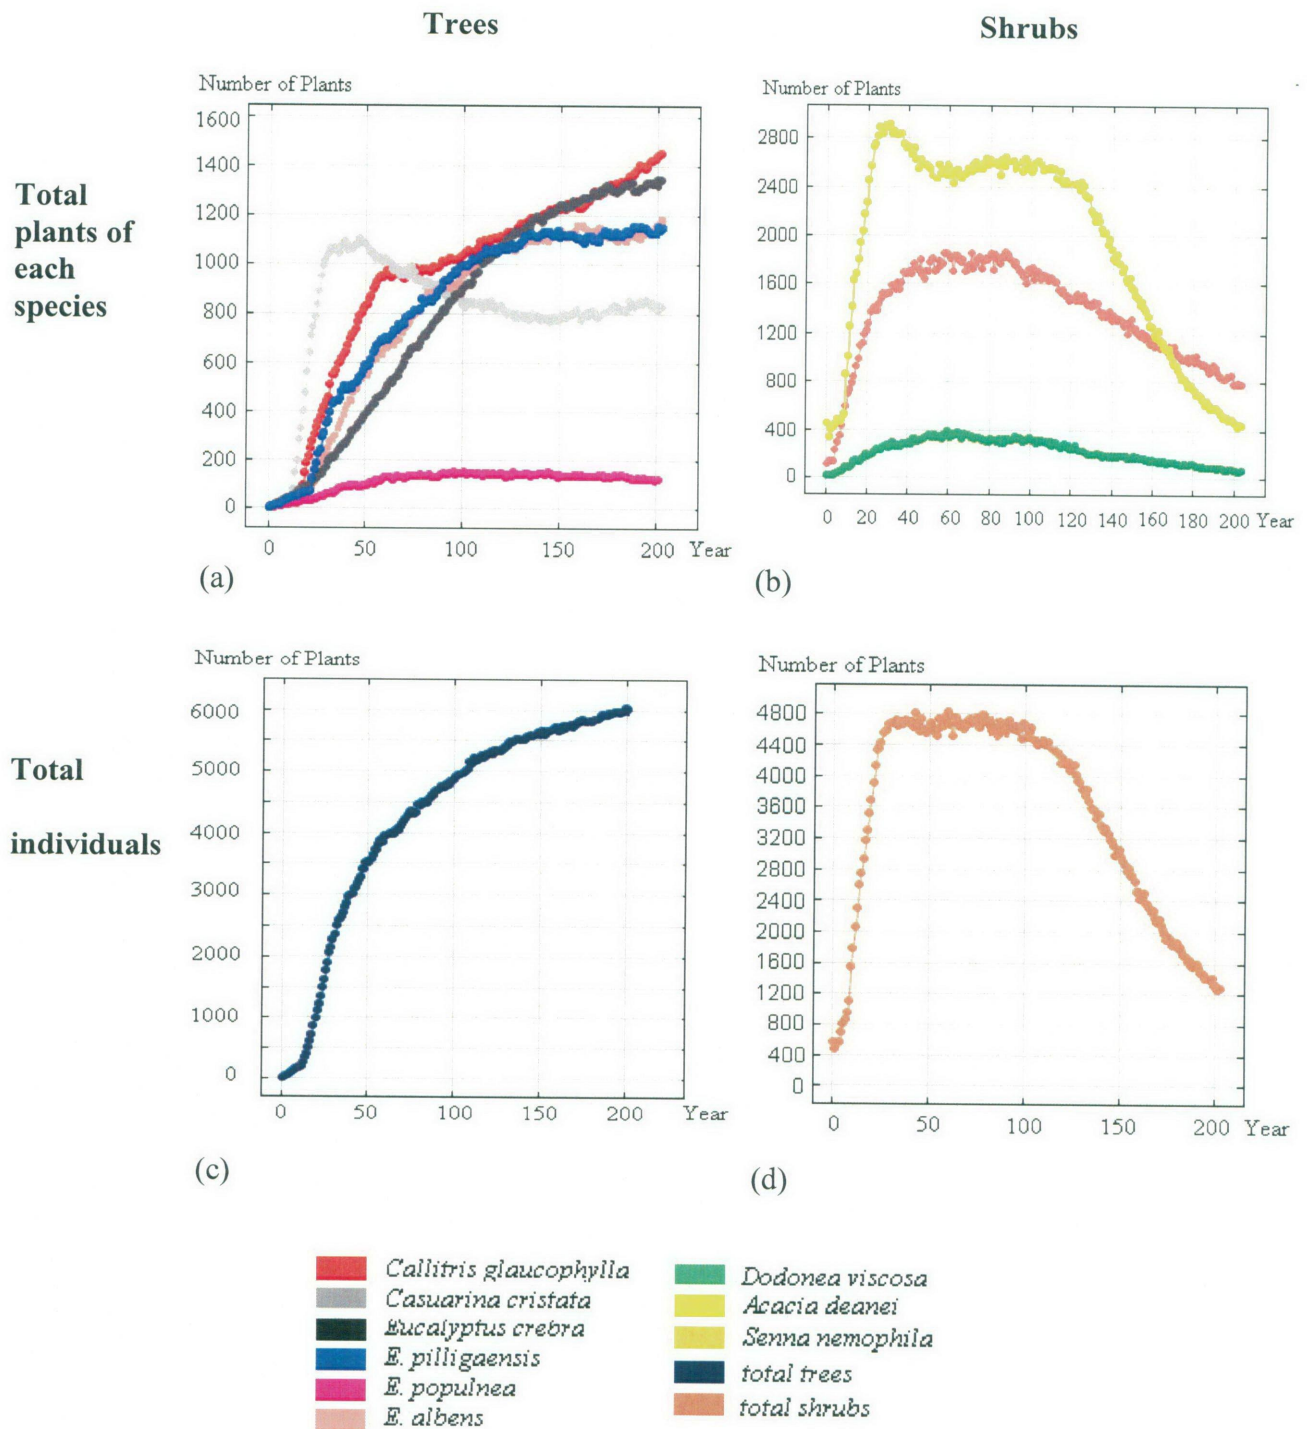 Trees
Shrubs
Total
plants of
each
species
Number of Plants
1600
1400
1200
1000
800
600
400
200
0
0 50 100 150 200 Year
(a)
Number of Plants
2800
2400
2000
1600
1200
800
400
0
0 20 40 60 80 100 120 140 160 180 200 Year
(b)
Total
individuals
Number of Plants
6000
5000
4000
3000
2000
1000
0
0 50 100 150 200 Year
(c)
Number of Plants
4800
4400
4000
3600
3200
2800
2400
2000
1600
1200
800
400
0
0 50 100 150 200 Year
(d)
Callitris glaucophylla
Casuarina cristata
Eucalyptus crebra
E. pilligaensis
E. populnea
E. albens
Dodonea viscosa
Acacia deanei
Senna nemophila
total trees
total shrubs